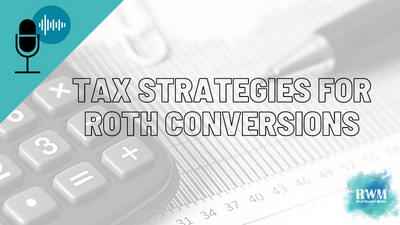 TAX STRATEGIES FOR
ROTH CONVERSIONS
RWM